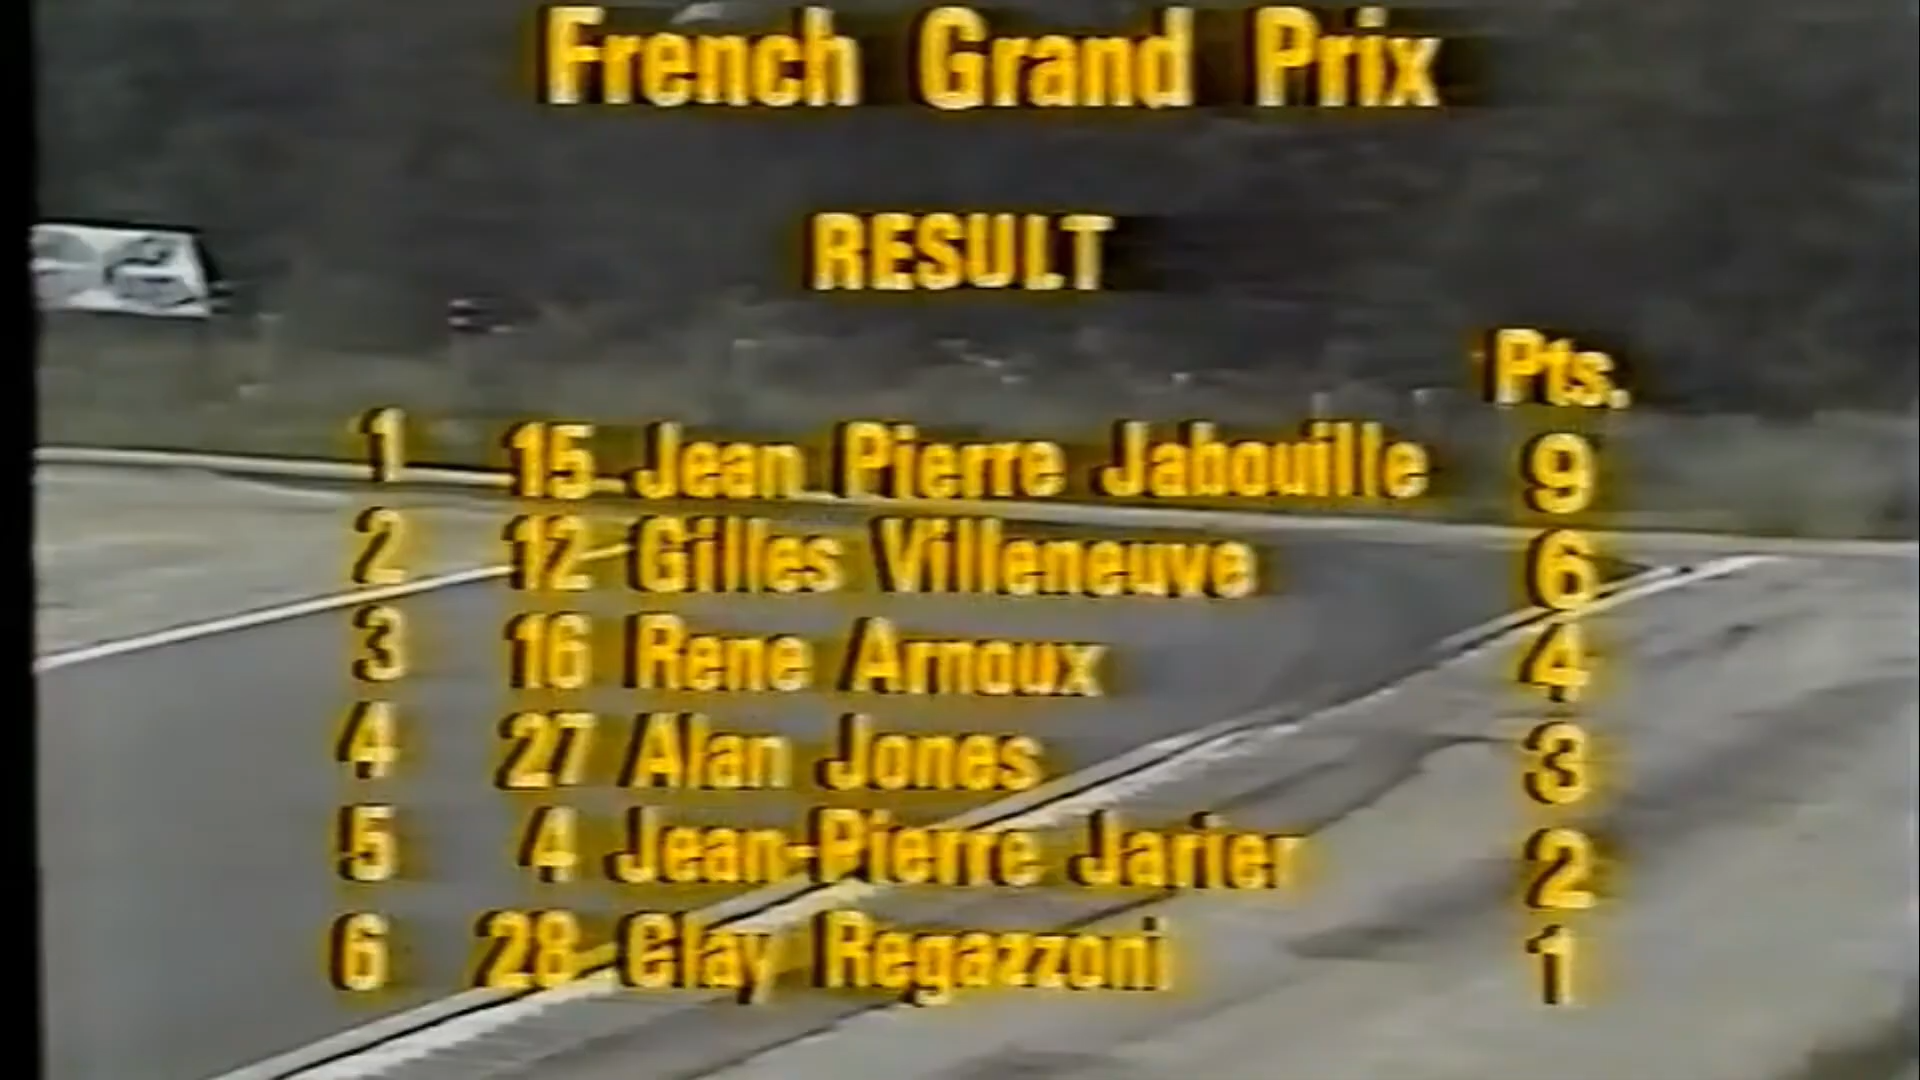 French Grand Prix
RESULT
Pts.
1 15 Jean Pierre Jabouille 9
2 12 Gilles Villeneuve 6
3 16 Rene Arnoux 4
4 27 Alan Jones 3
5 4 Jean-Pierre Jarier 2
6 28 Clay Regazzoni 1